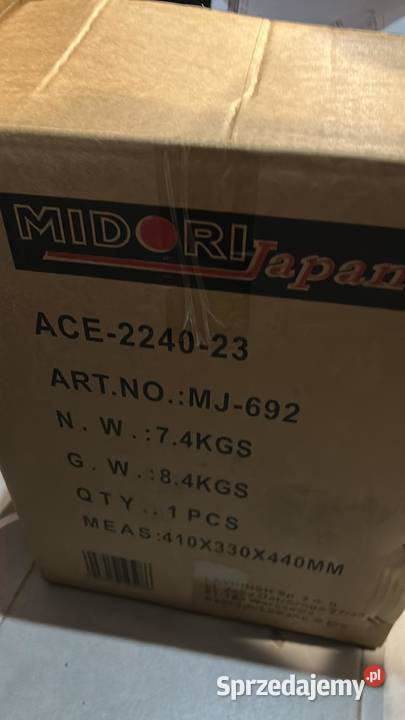 MIDORI Japan
ACE-2240-23
ART.NO.:MJ-692
N.W.:7.4KGS
G.W.:8.4KGS
QTY.:1PCS
MEAS:410X330X440MM
Sprzedajemy.pl